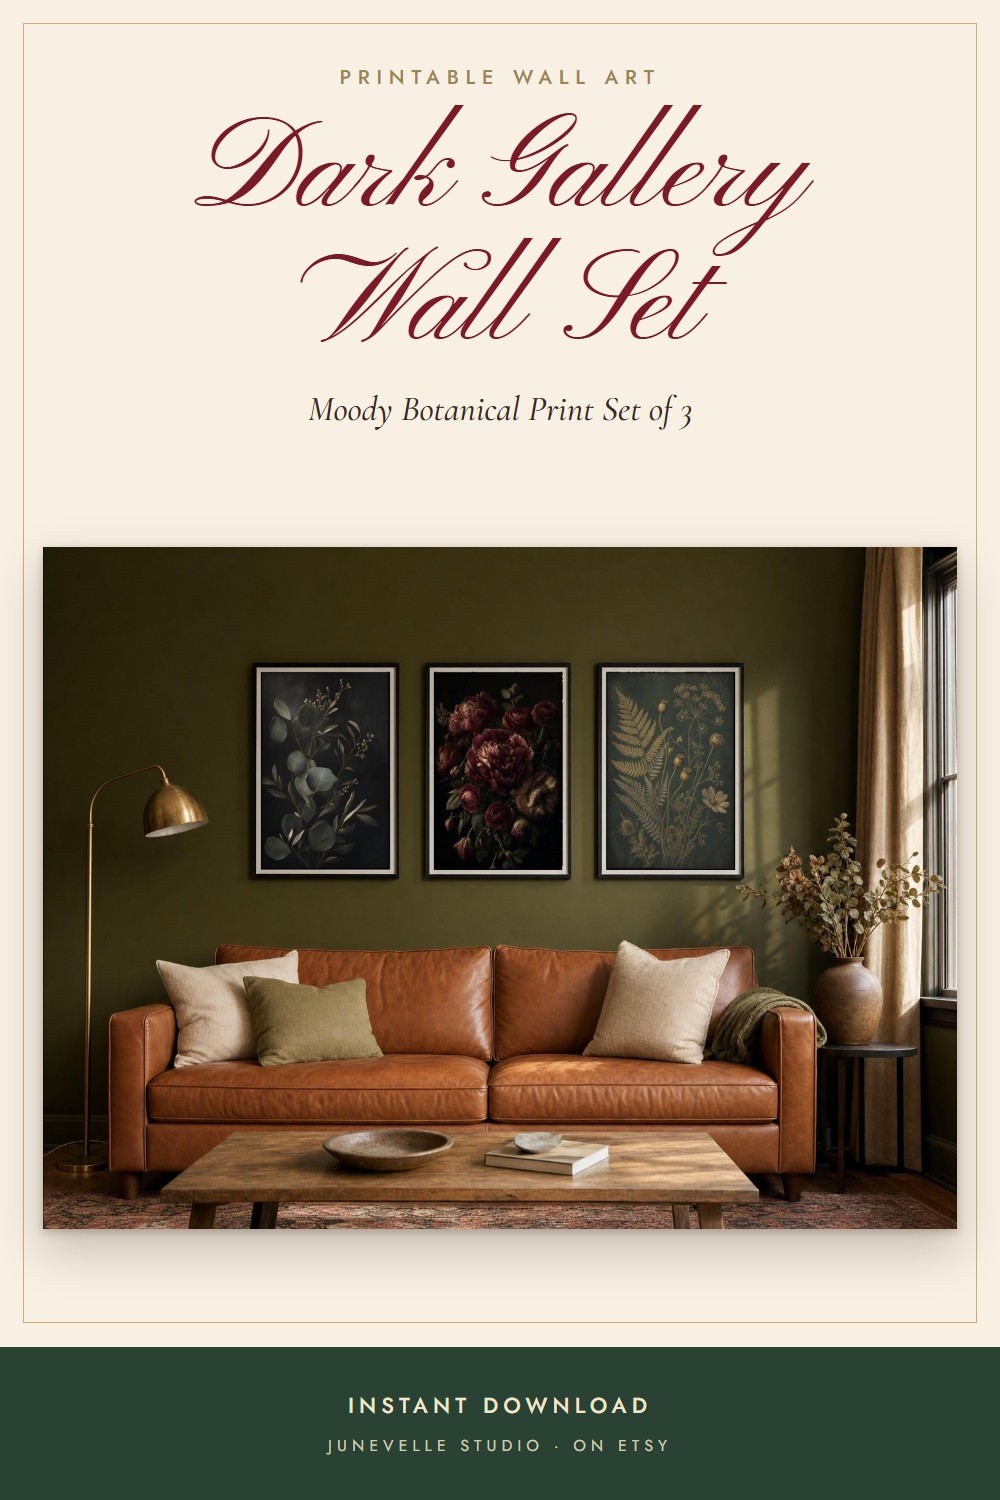 PRINTABLE WALL ART
Dark Gallery
Wall Set
Moody Botanical Print Set of 3
INSTANT DOWNLOAD
JUNEVELLE STUDIO · ON ETSY